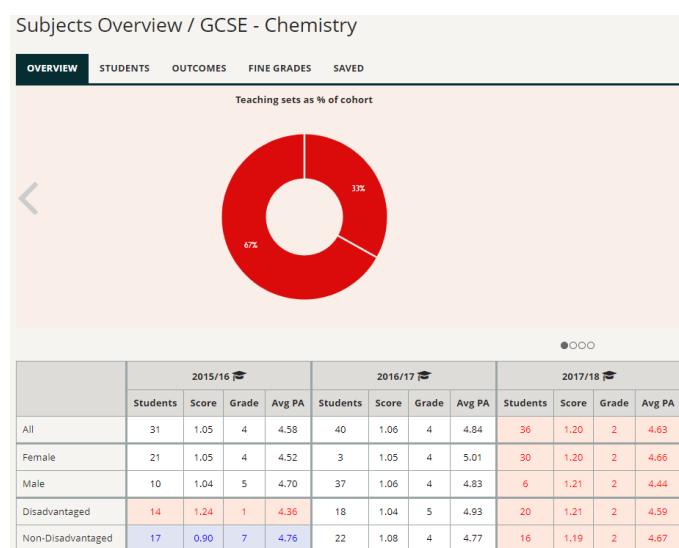 Subjects Overview / GCSE - Chemistry
OVERVIEW STUDENTS OUTCOMES FINE GRADES SAVED
Teaching sets as % of cohort
33%
67%
2015/16 2016/17 2017/18
Students Score Grade Avg PA Students Score Grade Avg PA Students Score Grade Avg PA
All 31 1.05 4 4.58 40 1.06 4 4.84 36 1.20 2 4.63
Female 21 1.05 4 4.52 3 1.05 4 5.01 30 1.20 2 4.66
Male 10 1.04 5 4.70 37 1.06 4 4.83 6 1.21 2 4.44
Disadvantaged 14 1.24 1 4.36 18 1.04 5 4.93 20 1.21 2 4.59
Non-Disadvantaged 17 0.90 7 4.76 22 1.08 4 4.77 16 1.19 2 4.67